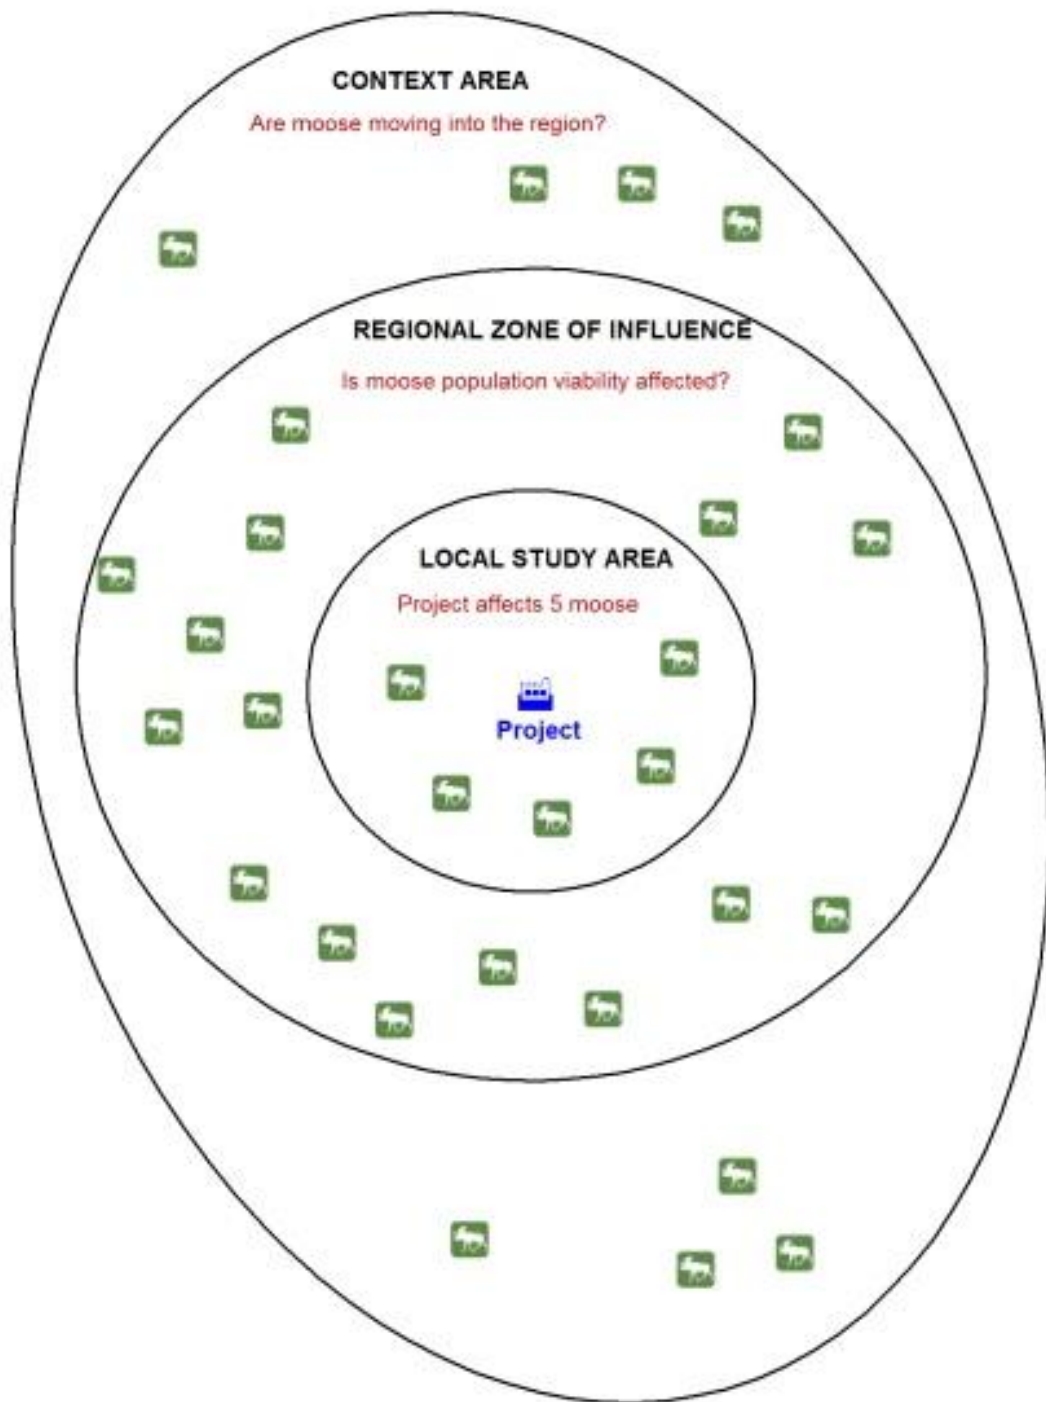 CONTEXT AREA
Are moose moving into the region?
REGIONAL ZONE OF INFLUENCE
Is moose population viability affected?
LOCAL STUDY AREA
Project affects 5 moose
Project